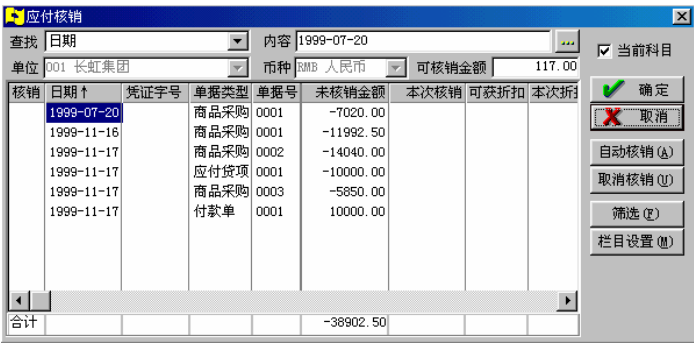 应付核销
查找 日期 内容 1999-07-20 ...
当前科目
单位 001 长虹集团 币种 RMB 人民币 可核销金额 117.00
核销 日期↑ 凭证字号 单据类型 单据号 未核销金额 本次核销 可获折扣 本次折扣
1999-07-20 商品采购 0001 -7020.00
1999-11-16 商品采购 0001 -11992.50
1999-11-17 商品采购 0002 -14040.00
1999-11-17 应付贷项 0001 -10000.00
1999-11-17 商品采购 0003 -5850.00
1999-11-17 付款单 0001 10000.00
合计 -38902.50
确定
取消
自动核销(A)
取消核销(U)
筛选(F)
栏目设置(M)